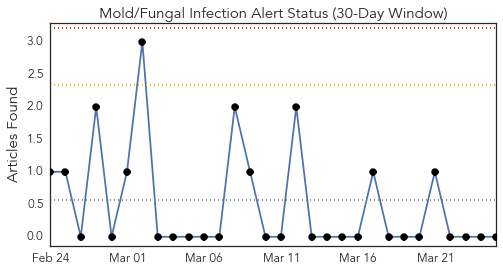 Mold/Fungal Infection Alert Status (30-Day Window)
Articles Found
3.0
2.5
2.0
1.5
1.0
0.5
0.0
Feb 24 Mar 01 Mar 06 Mar 11 Mar 16 Mar 21